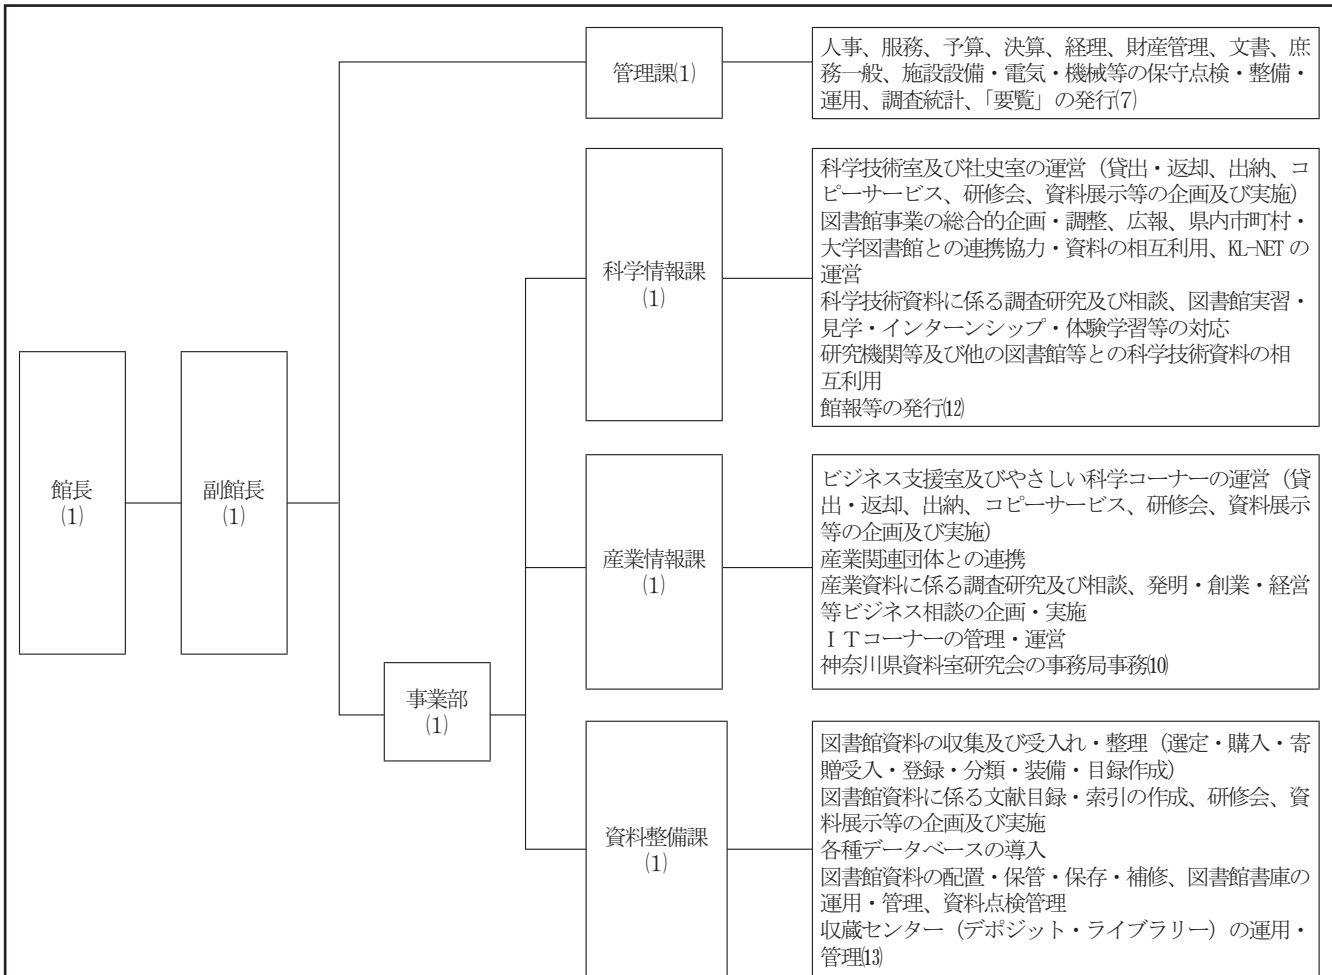 館長
(1)
副館長
(1)
管理課(1)
人事、服務、予算、決算、経理、財産管理、文書、庶
務一般、施設設備・電気・機械等の保守点検・整備・
運用、調査統計、「要覧」の発行(7)
事業部
(1)
科学情報課
(1)
科学技術室及び社史室の運営（貸出・返却、出納、コ
ピーサービス、研修会、資料展示等の企画及び実施）
図書館事業の総合的企画・調整、広報、県内市町村・
大学図書館との連携協力・資料の相互利用、KL-NETの
運営
科学技術資料に係る調査研究及び相談、図書館実習・
見学・インターンシップ・体験学習等の対応
研究機関等及び他の図書館等との科学技術資料の相
互利用
館報等の発行(12)
産業情報課
(1)
ビジネス支援室及びやさしい科学コーナーの運営（貸
出・返却、出納、コピーサービス、研修会、資料展示
等の企画及び実施）
産業関連団体との連携
産業資料に係る調査研究及び相談、発明・創業・経営
等ビジネス相談の企画・実施
ＩＴコーナーの管理・運営
神奈川県資料室研究会の事務局事務(10)
資料整備課
(1)
図書館資料の収集及び受入れ・整理（選定・購入・寄
贈受入・登録・分類・装備・目録作成）
図書館資料に係る文献目録・索引の作成、研修会、資
料展示等の企画及び実施
各種データベースの導入
図書館資料の配置・保管・保存・補修、図書館書庫の
運用・管理、資料点検管理
収蔵センター（デポジット・ライブラリー）の運用・
管理(13)